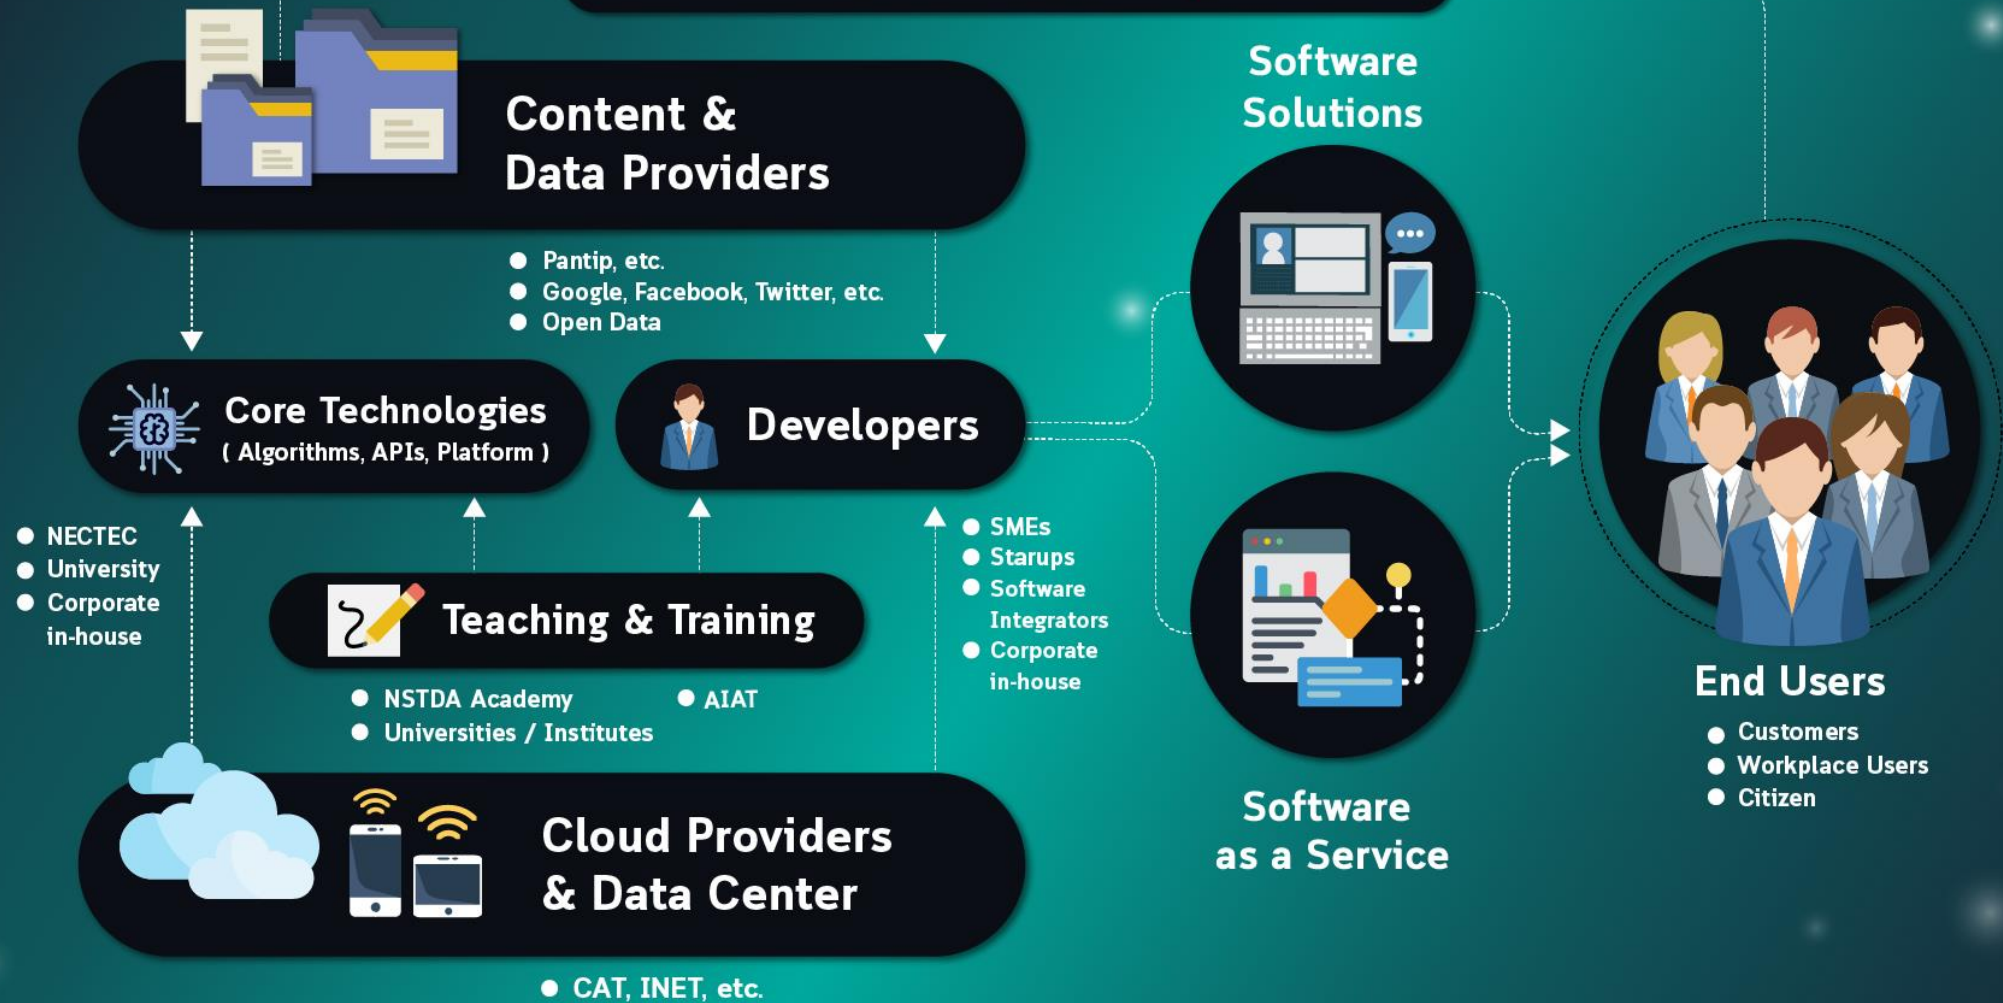 Content &
Data Providers
● Pantip, etc.
● Google, Facebook, Twitter, etc.
● Open Data
Software
Solutions
Core Technologies
( Algorithms, APIs, Platform )
Developers
● NECTEC
● University
● Corporate
in-house
● SMEs
● Starups
● Software
Integrators
● Corporate
in-house
Teaching & Training
● NSTDA Academy
● AIAT
● Universities / Institutes
End Users
● Customers
● Workplace Users
● Citizen
Software
as a Service
Cloud Providers
& Data Center
● CAT, INET, etc.